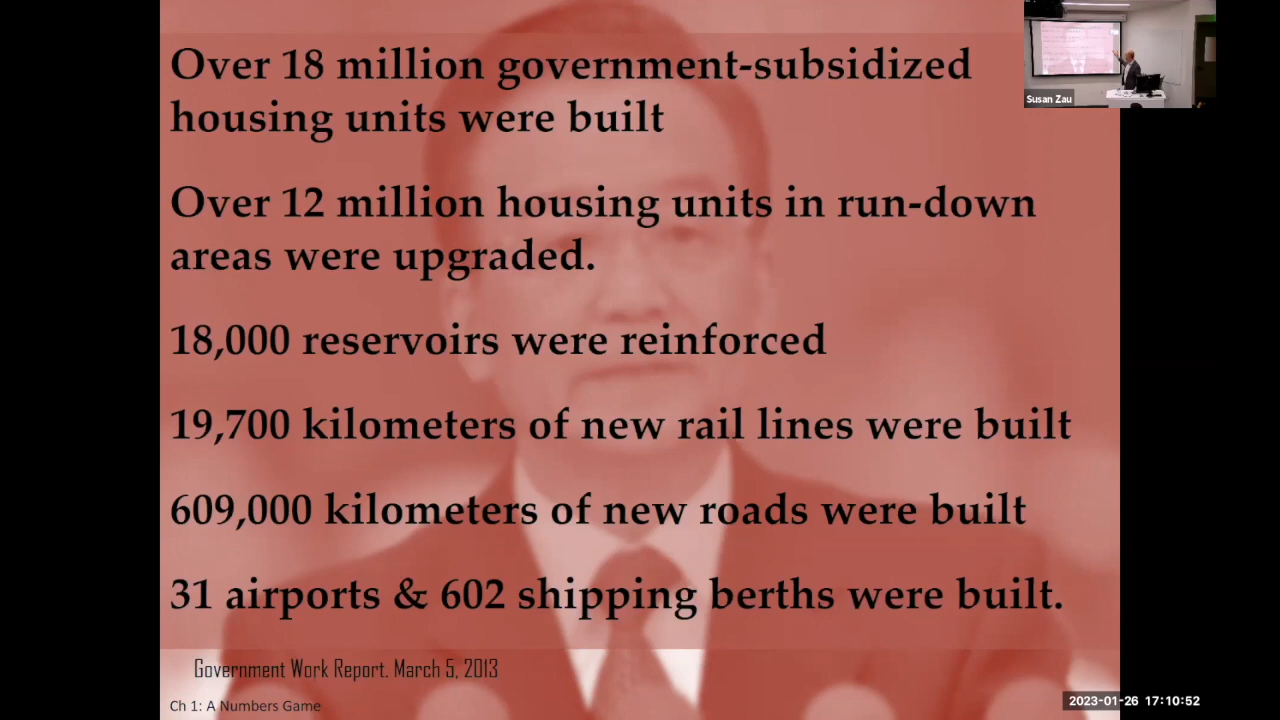 Over 18 million government-subsidized
housing units were built
Over 12 million housing units in run-down
areas were upgraded.
18,000 reservoirs were reinforced
19,700 kilometers of new rail lines were built
609,000 kilometers of new roads were built
31 airports & 602 shipping berths were built.
Government Work Report. March 5, 2013
Ch 1: A Numbers Game
Susan Zau
2023-01-26 17:10:52